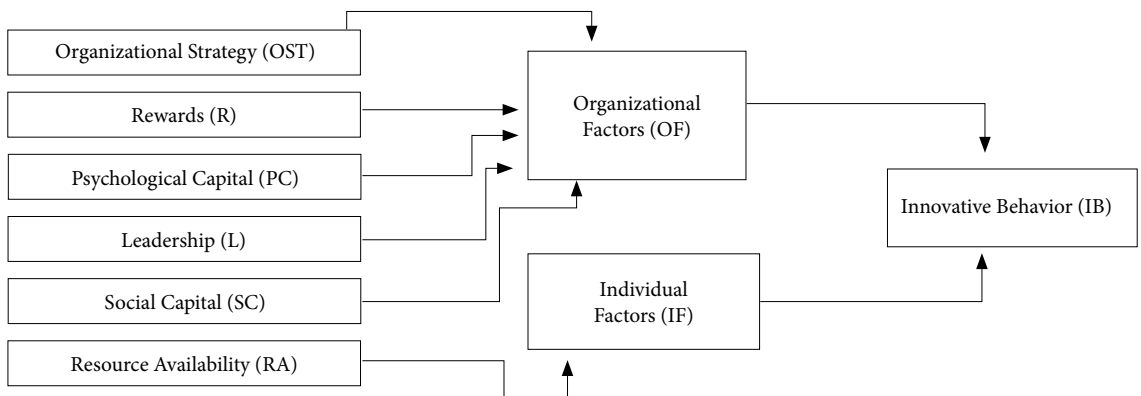 Organizational Strategy (OST)
Rewards (R)
Psychological Capital (PC)
Leadership (L)
Social Capital (SC)
Resource Availability (RA)
Organizational
Factors (OF)
Individual
Factors (IF)
Innovative Behavior (IB)